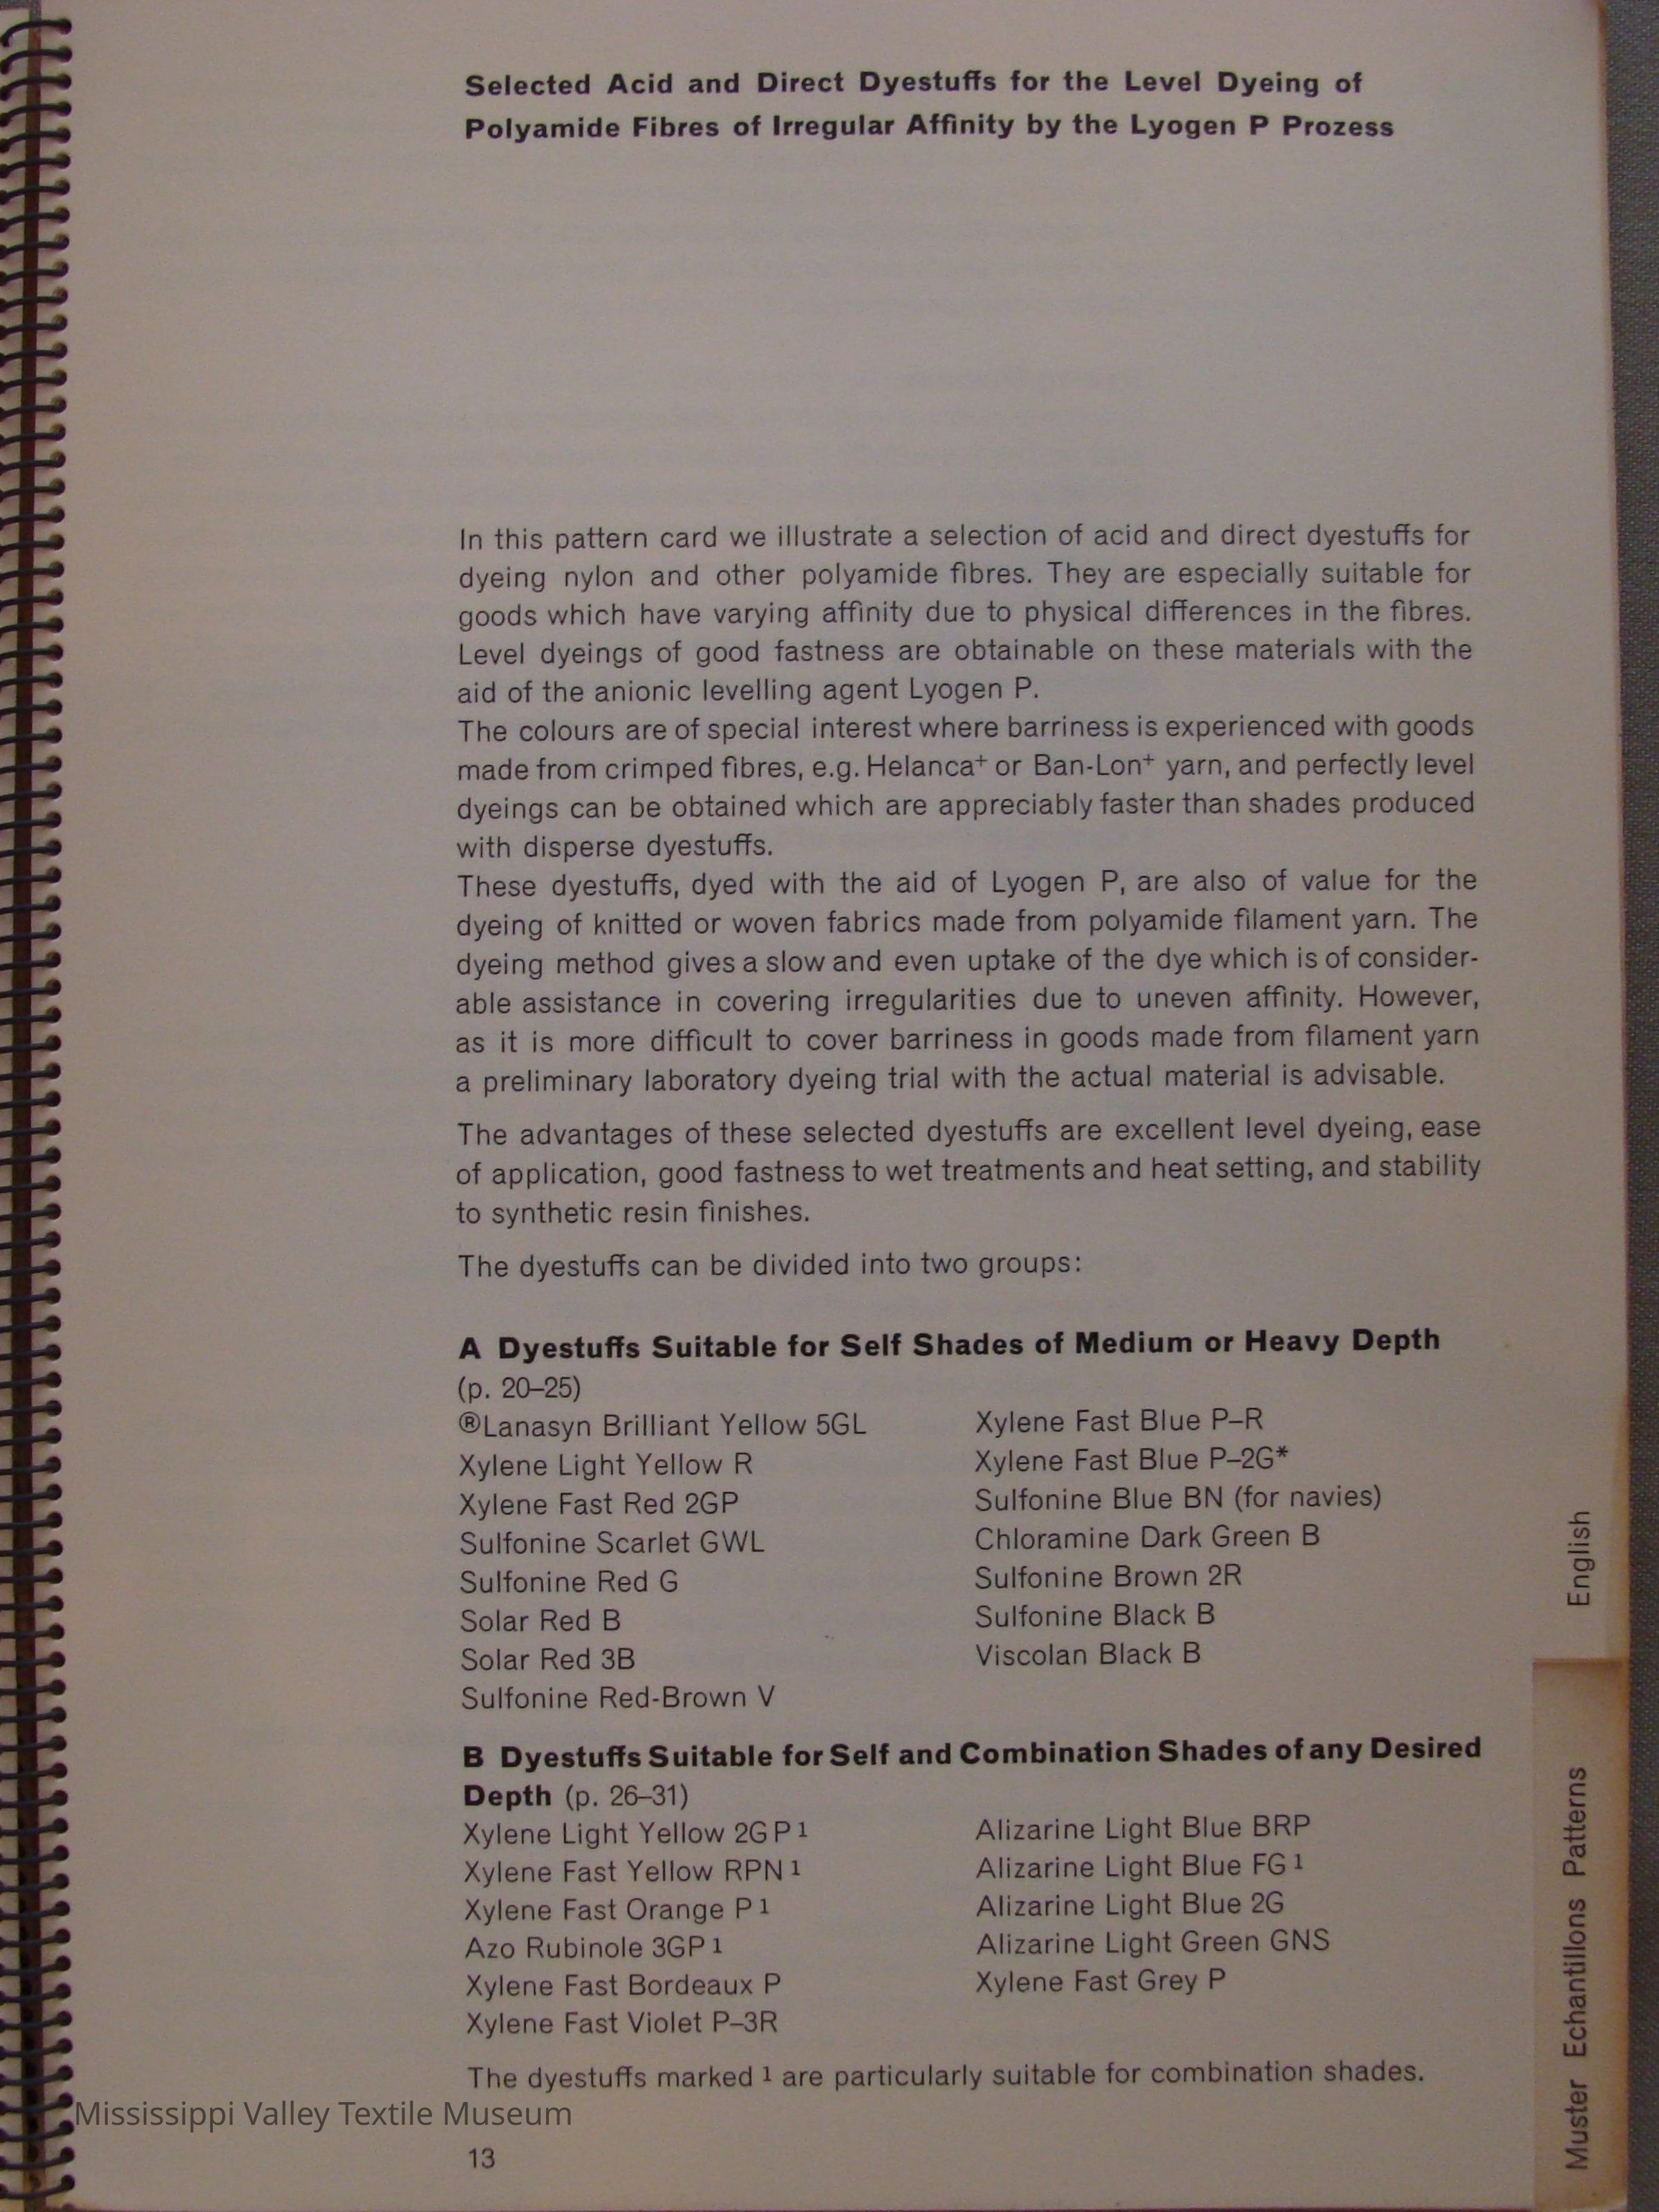 Selected Acid and Direct Dyestuffs for the Level Dyeing of
Polyamide Fibres of Irregular Affinity by the Lyogen P Prozess
In this pattern card we illustrate a selection of acid and direct dyestuffs for
dyeing nylon and other polyamide fibres. They are especially suitable for
goods which have varying affinity due to physical differences in the fibres.
Level dyeings of good fastness are obtainable on these materials with the
aid of the anionic levelling agent Lyogen P.
The colours are of special interest where barriness is experienced with goods
made from crimped fibres, e.g. Helanca+ or Ban-Lon+ yarn, and perfectly level
dyeings can be obtained which are appreciably faster than shades produced
with disperse dyestuffs.
These dyestuffs, dyed with the aid of Lyogen P, are also of value for the
dyeing of knitted or woven fabrics made from polyamide filament yarn. The
dyeing method gives a slow and even uptake of the dye which is of consider-
able assistance in covering irregularities due to uneven affinity. However,
as it is more difficult to cover barriness in goods made from filament yarn
a preliminary laboratory dyeing trial with the actual material is advisable.
The advantages of these selected dyestuffs are excellent level dyeing, ease
of application, good fastness to wet treatments and heat setting, and stability
to synthetic resin finishes.
The dyestuffs can be divided into two groups:
A Dyestuffs Suitable for Self Shades of Medium or Heavy Depth
(p. 20–25)
®Lanasyn Brilliant Yellow 5GL
Xylene Light Yellow R
Xylene Fast Red 2GP
Sulfonine Scarlet GWL
Sulfonine Red G
Solar Red B
Solar Red 3B
Sulfonine Red-Brown V
Xylene Fast Blue P–R
Xylene Fast Blue P–2G*
Sulfonine Blue BN (for navies)
Chloramine Dark Green B
Sulfonine Brown 2R
Sulfonine Black B
Viscolan Black B
B Dyestuffs Suitable for Self and Combination Shades of any Desired
Depth (p. 26–31)
Xylene Light Yellow 2GP 1
Xylene Fast Yellow RPN 1
Xylene Fast Orange P 1
Azo Rubinole 3GP 1
Xylene Fast Bordeaux P
Xylene Fast Violet P–3R
Alizarine Light Blue BRP
Alizarine Light Blue FG 1
Alizarine Light Blue 2G
Alizarine Light Green GNS
Xylene Fast Grey P
The dyestuffs marked 1 are particularly suitable for combination shades.
Mississippi Valley Textile Museum
13
English
Muster Echantillons Patterns